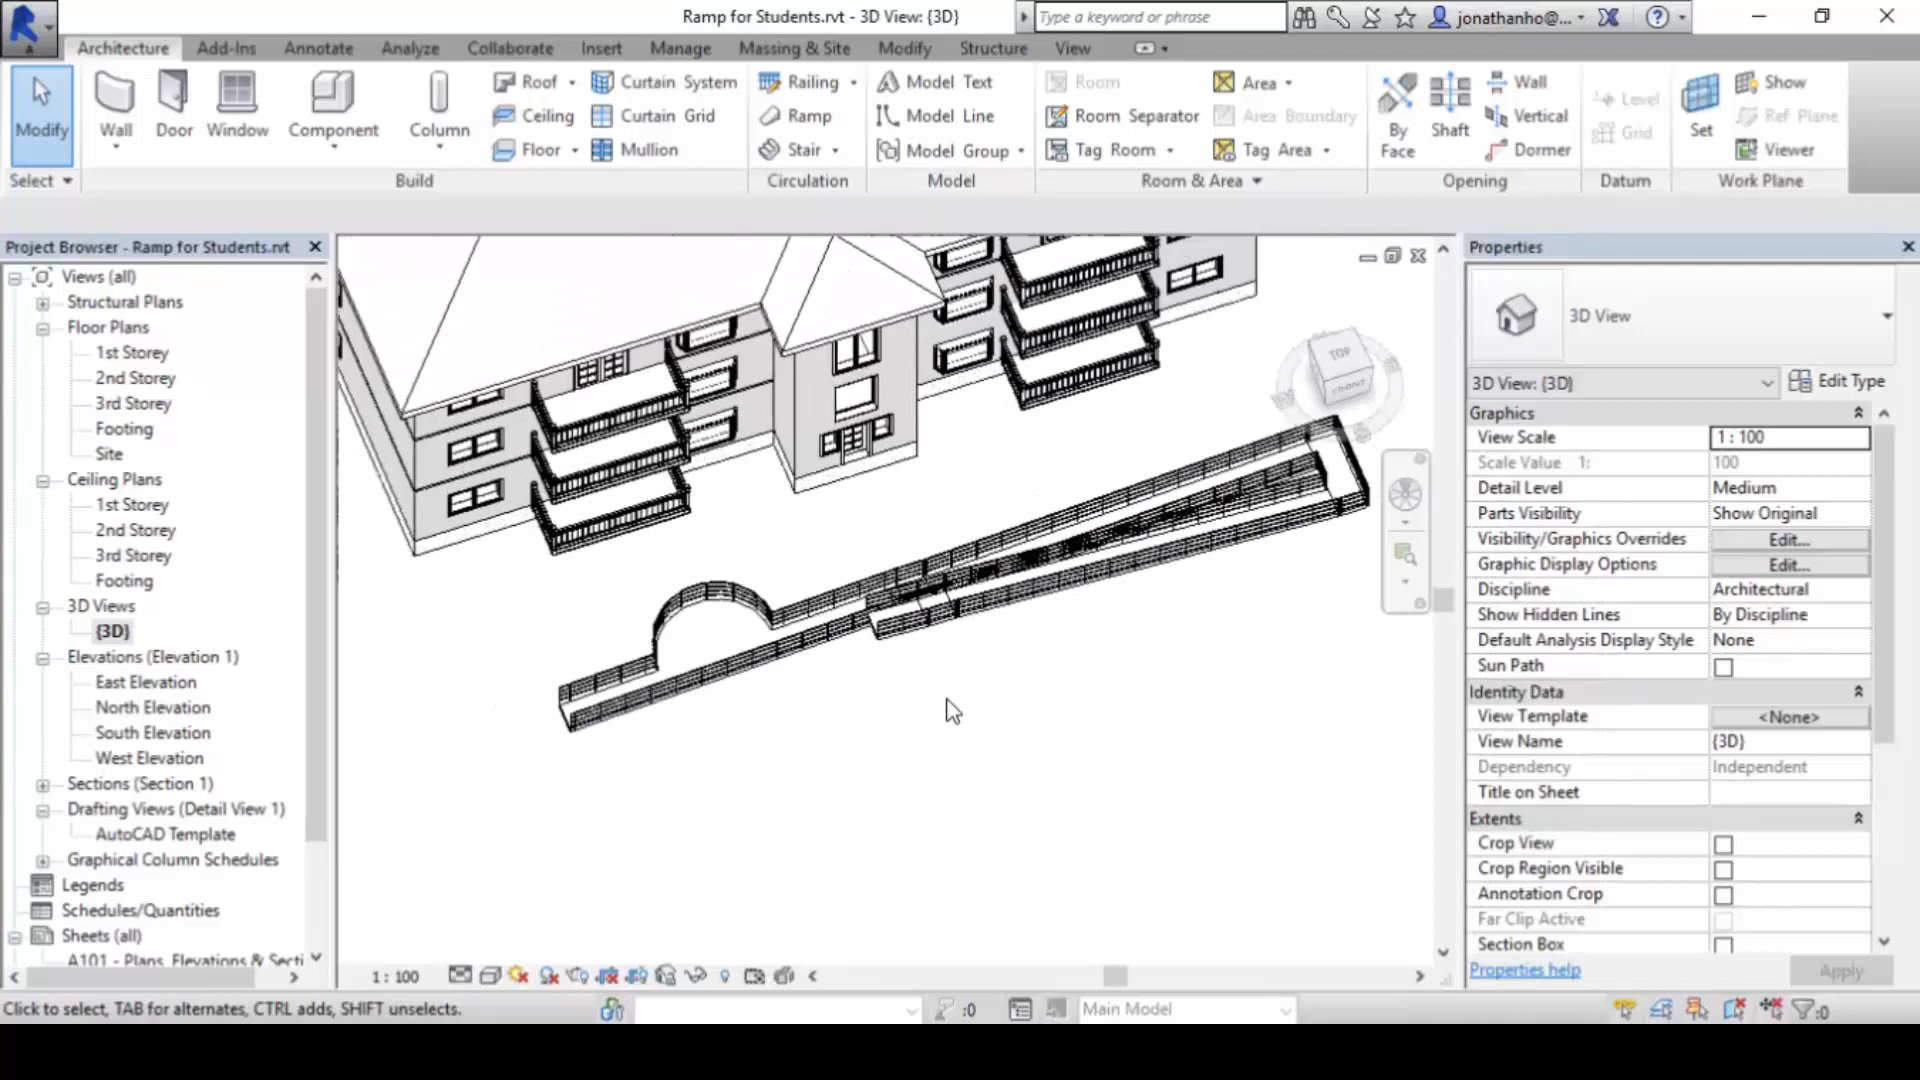 Ramp for Students.rvt - 3D View: {3D}
Type a keyword or phrase
jonathanho@...
Architecture Add-Ins Annotate Analyze Collaborate Insert Manage Massing & Site Modify Structure View
Modify
Wall
Door
Window
Component
Column
Roof
Ceiling
Floor
Curtain System
Curtain Grid
Mullion
Railing
Ramp
Stair
Model Text
Model Line
Model Group
Room
Room Separator
Tag Room
Area
Area Boundary
Tag Area
By
Face
Shaft
Wall
Vertical
Dormer
Level
Grid
Set
Show
Ref Plane
Viewer
Select Build Circulation Model Room & Area Opening Datum Work Plane
Project Browser - Ramp for Students.rvt
Views (all)
Structural Plans
Floor Plans
1st Storey
2nd Storey
3rd Storey
Footing
Site
Ceiling Plans
1st Storey
2nd Storey
3rd Storey
Footing
3D Views
{3D}
Elevations (Elevation 1)
East Elevation
North Elevation
South Elevation
West Elevation
Sections (Section 1)
Drafting Views (Detail View 1)
AutoCAD Template
Graphical Column Schedules
Legends
Schedules/Quantities
Sheets (all)
A101 - Plans, Elevations & Secti
TOP
FRONT
1 : 100
Properties
3D View
3D View: {3D} Edit Type
Graphics
View Scale 1 : 100
Scale Value 1: 100
Detail Level Medium
Parts Visibility Show Original
Visibility/Graphics Overrides Edit...
Graphic Display Options Edit...
Discipline Architectural
Show Hidden Lines By Discipline
Default Analysis Display Style None
Sun Path
Identity Data
View Template <None>
View Name {3D}
Dependency Independent
Title on Sheet
Extents
Crop View
Crop Region Visible
Annotation Crop
Far Clip Active
Section Box
Properties help Apply
Click to select, TAB for alternates, CTRL adds, SHIFT unselects.
:0
Main Model
:0